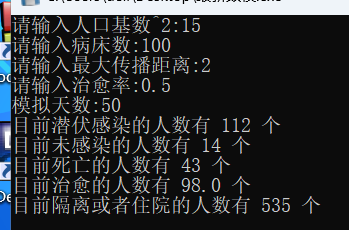 请输入人口基数^2:15
请输入病床数:100
请输入最大传播距离:2
请输入治愈率:0.5
模拟天数:50
目前潜伏感染的人数有 112 个
目前未感染的人数有 14 个
目前死亡的人数有 43 个
目前治愈的人数有 98.0 个
目前隔离或者住院的人数有 535 个